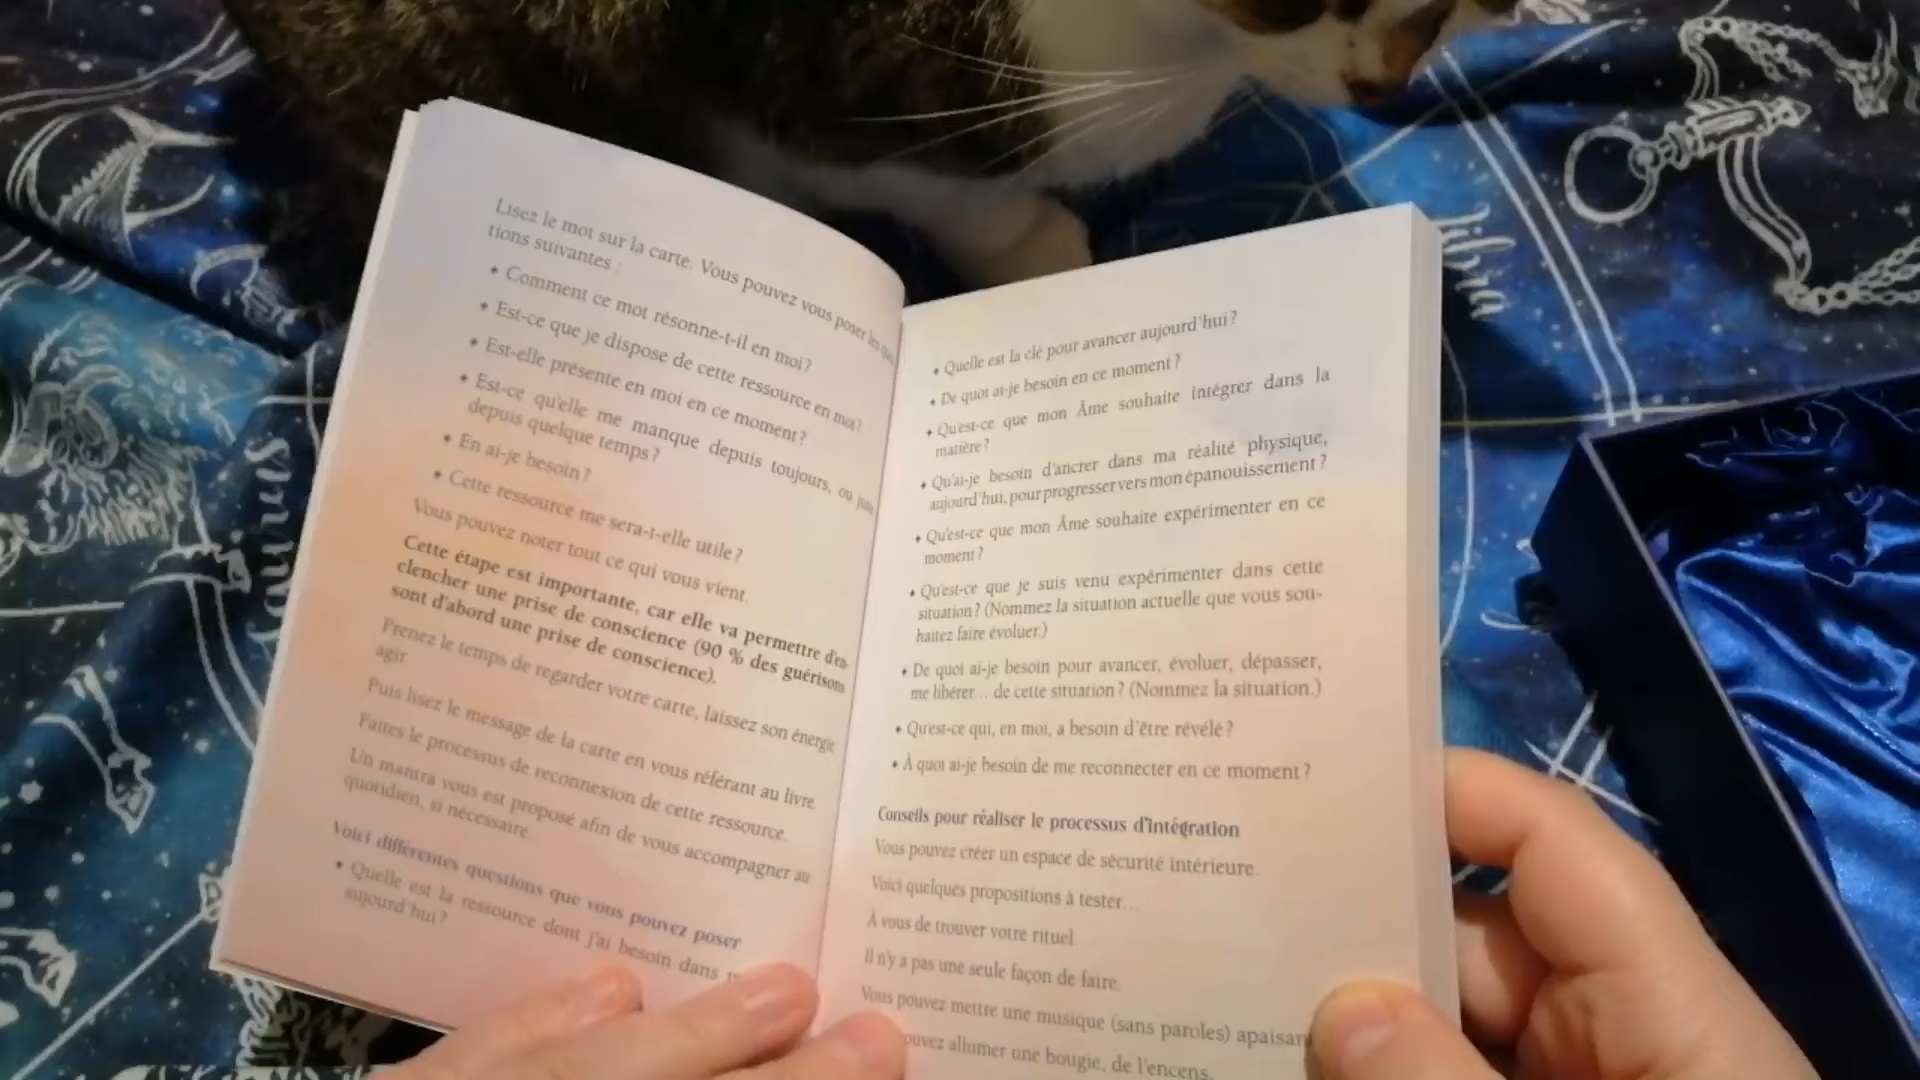 Lisez le mot sur la carte. Vous pouvez vous poser les
tions suivantes :
• Comment ce mot résonne-t-il en moi ?
• Est-ce que je dispose de cette ressource en moi ?
• Est-elle présente en moi en ce moment ?
• Est-ce qu'elle me manque depuis toujours, ou
depuis quelque temps ?
• En ai-je besoin ?
• Cette ressource me sera-t-elle utile ?
Vous pouvez noter tout ce qui vous vient.
Cette étape est importante, car elle va permettre d'en-
clencher une prise de conscience (90 % des guérisons
sont d'abord une prise de conscience).
Prenez le temps de regarder votre carte, laissez son énergie
agir
Puis lisez le message de la carte en vous référant au livre
Faites le processus de reconnexion de cette ressource.
Un mantra vous est proposé afin de vous accompagner au
quotidien, si nécessaire
Voici différentes questions que vous pouvez poser
• Quelle est la ressource dont j'ai besoin dans
aujourd'hui ?
• Quelle est la clé pour avancer aujourd'hui ?
• De quoi ai-je besoin en ce moment ?
• Qu'est-ce que mon Âme souhaite intégrer dans la
matière ?
• Qu'ai-je besoin d'ancrer dans ma réalité physique,
aujourd'hui, pour progresser vers mon épanouissement ?
• Qu'est-ce que mon Âme souhaite expérimenter en ce
moment ?
• Qu'est-ce que je suis venu expérimenter dans cette
situation ? (Nommez la situation actuelle que vous sou-
haitez faire évoluer.)
• De quoi ai-je besoin pour avancer, évoluer, dépasser,
me libérer... de cette situation ? (Nommez la situation.)
• Qu'est-ce qui, en moi, a besoin d'être révélé ?
• À quoi ai-je besoin de me reconnecter en ce moment ?
Conseils pour réaliser le processus d'intégration
Vous pouvez créer un espace de sécurité intérieure.
Voici quelques propositions à tester...
À vous de trouver votre rituel.
Il n'y a pas une seule façon de faire.
Vous pouvez mettre une musique (sans paroles) apaisan
ouvez allumer une bougie, de l'encens,
Libra
Taurus